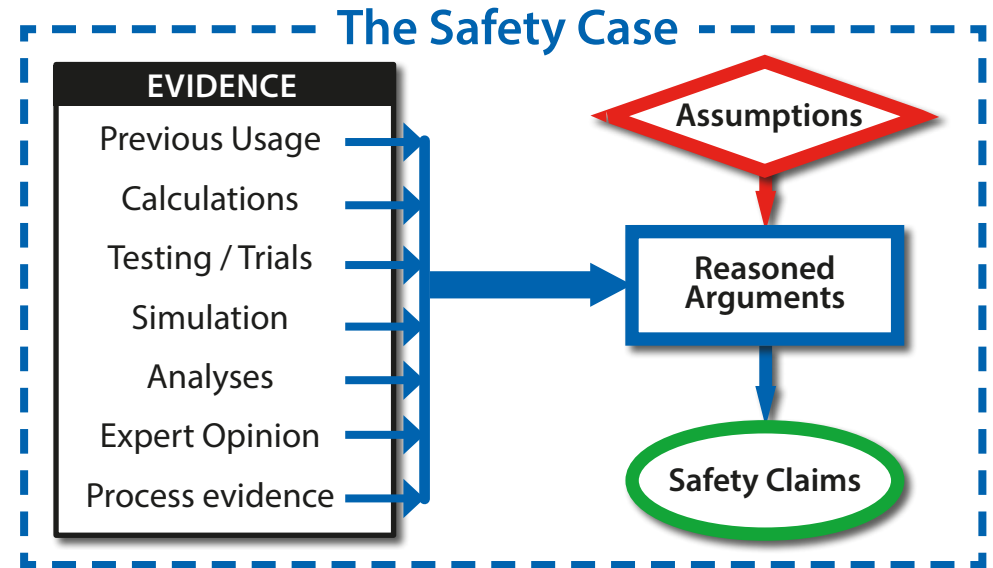 The Safety Case
EVIDENCE
Previous Usage
Calculations
Testing / Trials
Simulation
Analyses
Expert Opinion
Process evidence
Assumptions
Reasoned
Arguments
Safety Claims